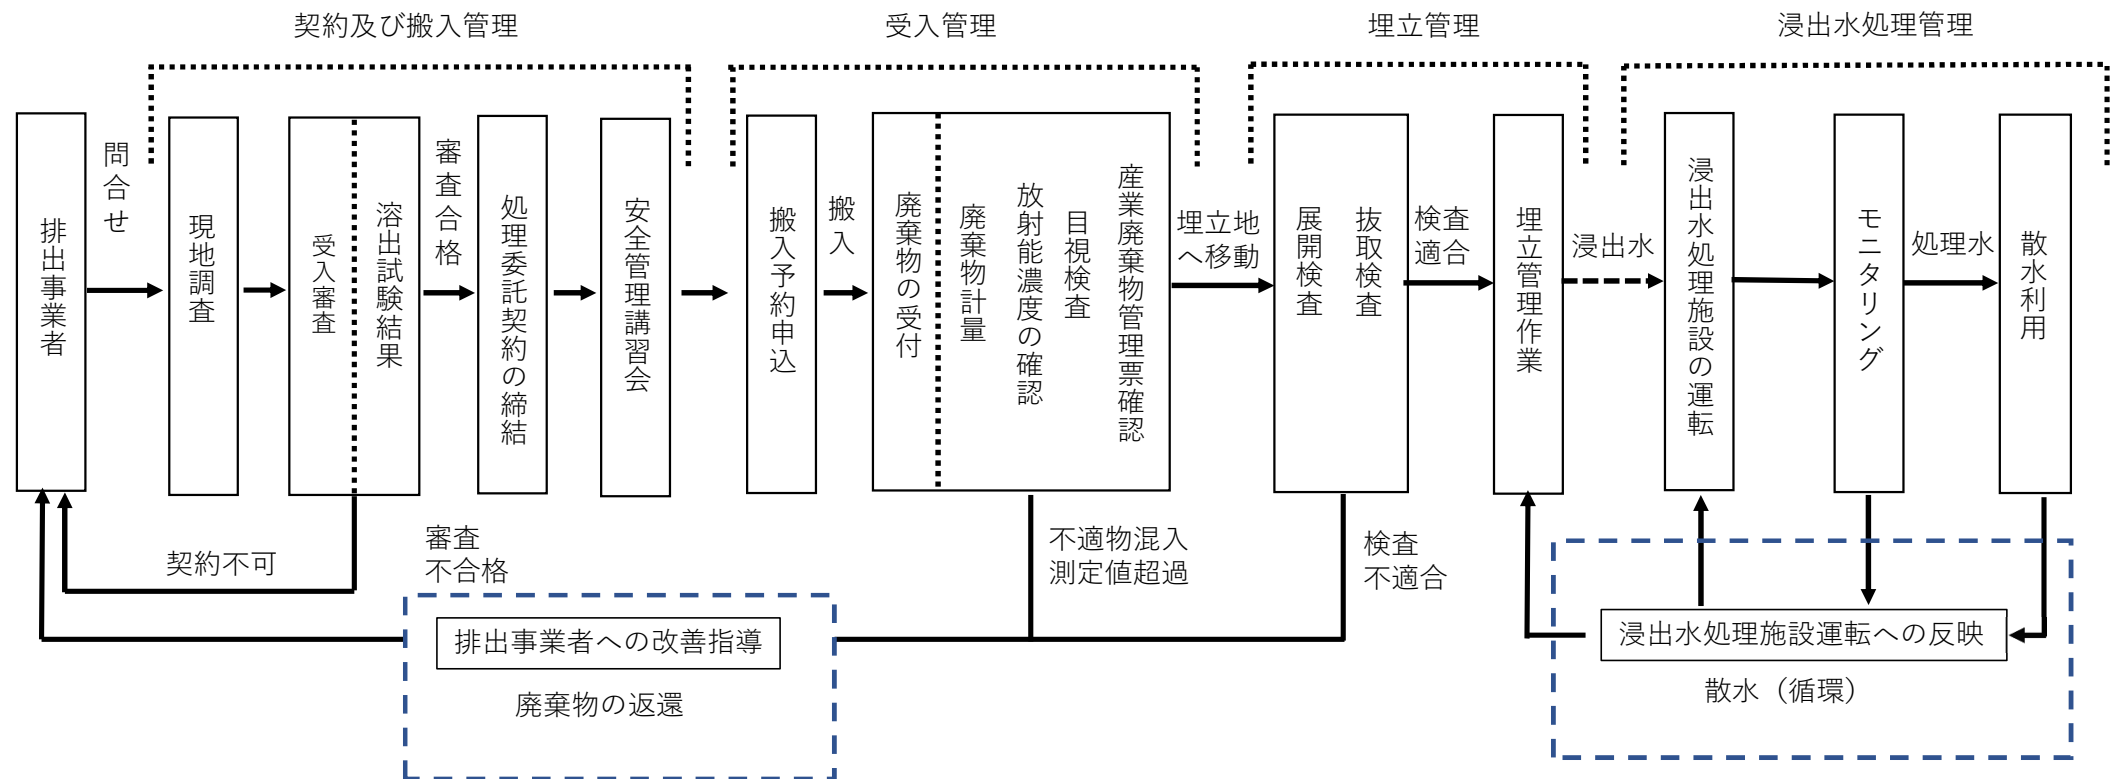 契約及び搬入管理
受入管理
埋立管理
浸出水処理管理
排出事業者
問合せ
現地調査
受入審査
溶出試験結果
審査合格
処理委託契約の締結
安全管理講習会
搬入予約申込
搬入
廃棄物の受付
廃棄物計量
放射能濃度の確認
目視検査
産業廃棄物管理票確認
埋立地
へ移動
展開検査
抜取検査
検査
適合
埋立管理作業
浸出水
浸出水処理施設の運転
モニタリング
処理水
散水利用
契約不可
審査
不合格
不適物混入
測定値超過
検査
不適合
排出事業者への改善指導
廃棄物の返還
浸出水処理施設運転への反映
散水（循環）